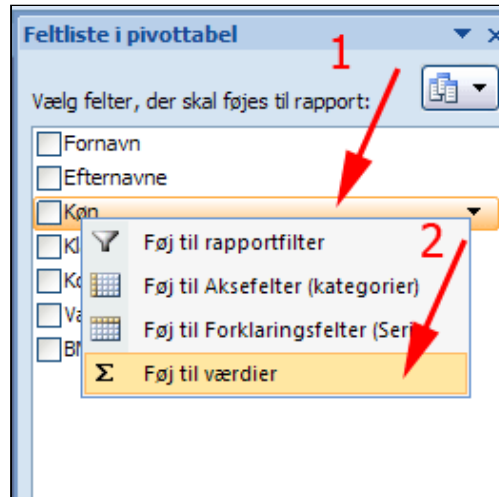 Feltliste i pivottabel
1
Vælg felter, der skal føjes til rapport:
Fornavn
Efternavne
Køn
2
Føj til rapportfilter
Føj til Aksefelter (kategorier)
Føj til Forklaringsfelter
Σ Føj til værdier